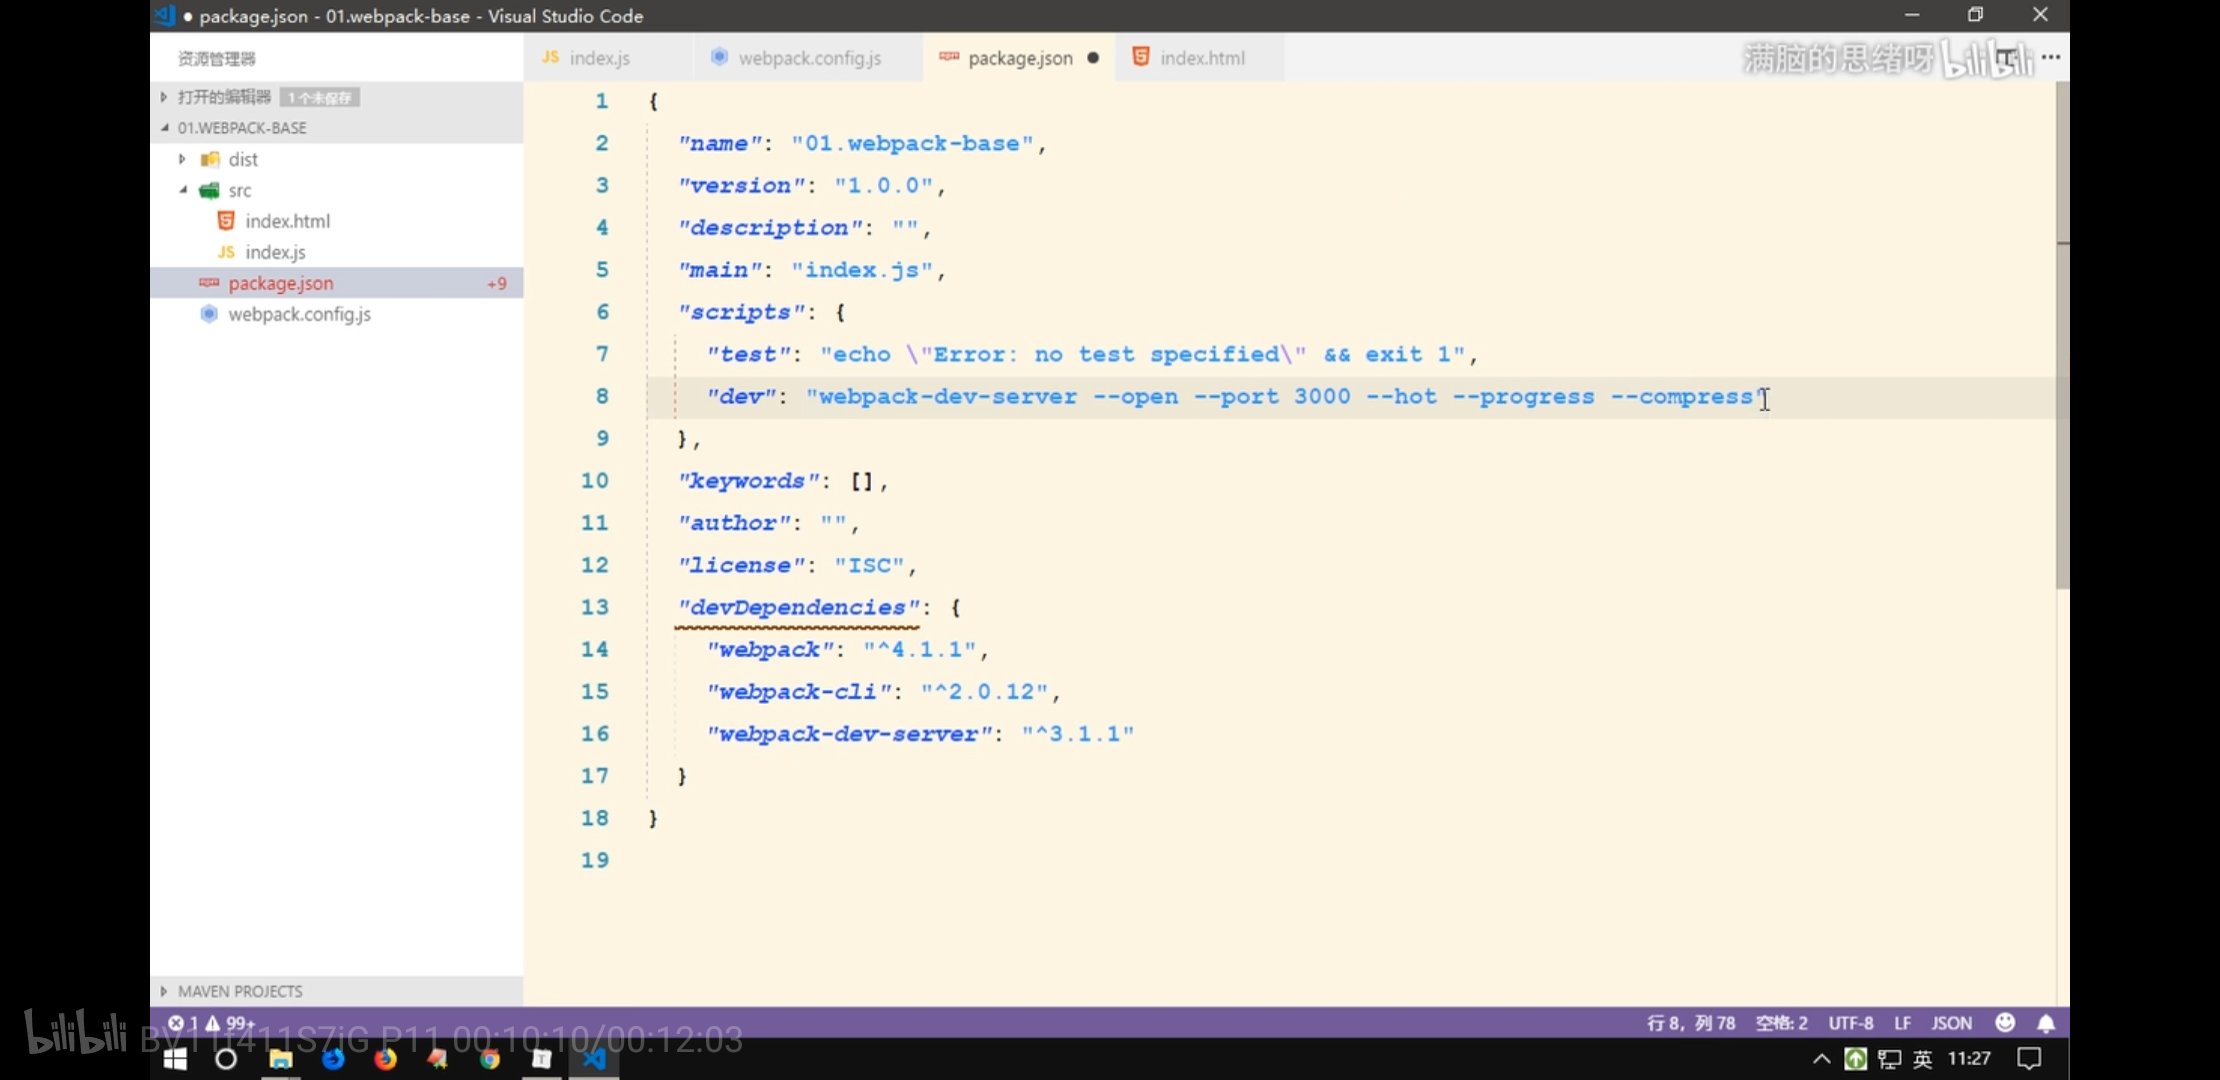 ● package.json - 01.webpack-base - Visual Studio Code
资源管理器
JS index.js
webpack.config.js
package.json ●
index.html
满脑的思绪呀 bilibili
打开的编辑器 1 个未保存
01.WEBPACK-BASE
dist
src
index.html
JS index.js
package.json +9
webpack.config.js
1 {
2 "name": "01.webpack-base",
3 "version": "1.0.0",
4 "description": "",
5 "main": "index.js",
6 "scripts": {
7 "test": "echo \"Error: no test specified\" && exit 1",
8 "dev": "webpack-dev-server --open --port 3000 --hot --progress --compress"
9 },
10 "keywords": [],
11 "author": "",
12 "license": "ISC",
13 "devDependencies": {
14 "webpack": "^4.1.1",
15 "webpack-cli": "^2.0.12",
16 "webpack-dev-server": "^3.1.1"
17 }
18 }
19
MAVEN PROJECTS
1 99+
行 8，列 78 空格: 2 UTF-8 LF JSON
bilibili P11 00:10:10/00:12:03
英 11:27